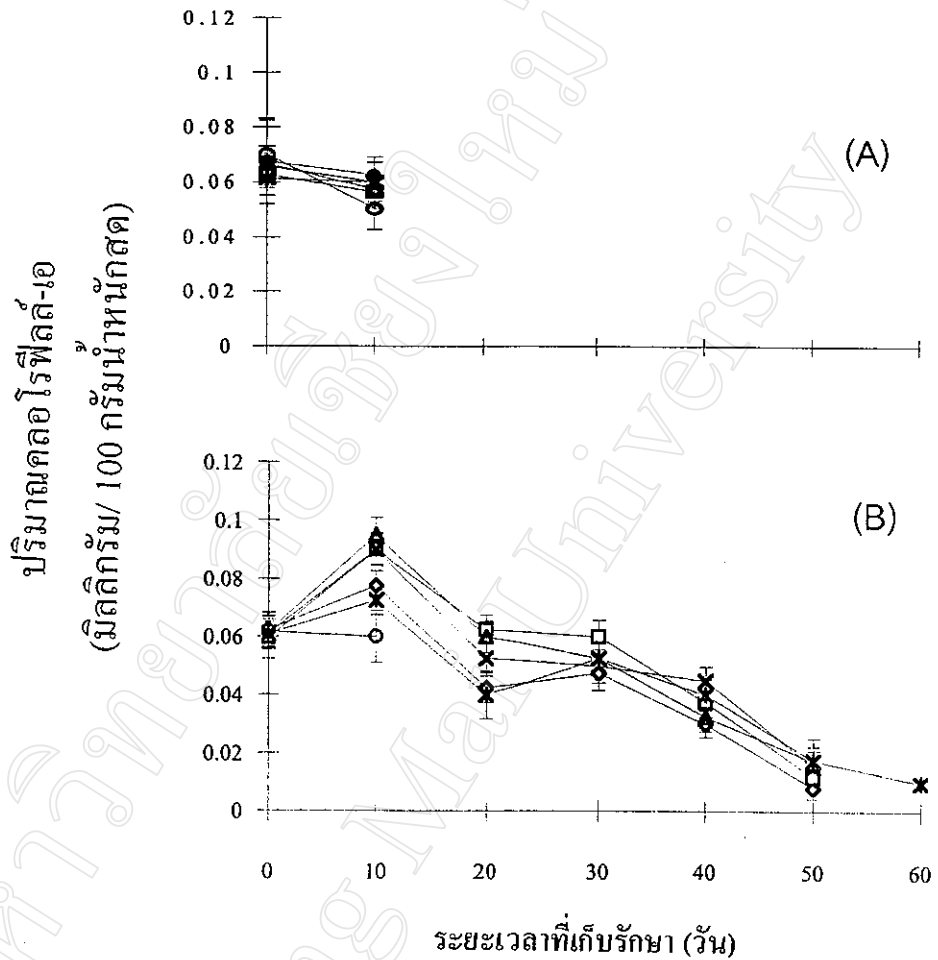 ปริมาณคลอโรฟีลล์-เอ
(มิลลิกรัม/ 100 กรัมน้ำหนักสด)
0.12
0.1
0.08
0.06
0.04
0.02
0
(A)
0.12
0.1
0.08
0.06
0.04
0.02
0
(B)
0 10 20 30 40 50 60
ระยะเวลาที่เก็บรักษา (วัน)
Mai University